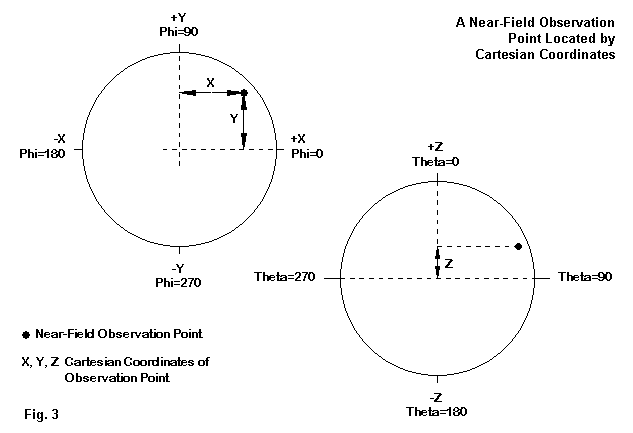 A Near-Field Observation
Point Located by
Cartesian Coordinates
+Y
Phi=90
X
Y
-X
Phi=180
+X
Phi=0
-Y
Phi=270
+Z
Theta=0
Z
Theta=270
Theta=90
-Z
Theta=180
Near-Field Observation Point
X, Y, Z Cartesian Coordinates of
Observation Point
Fig. 3